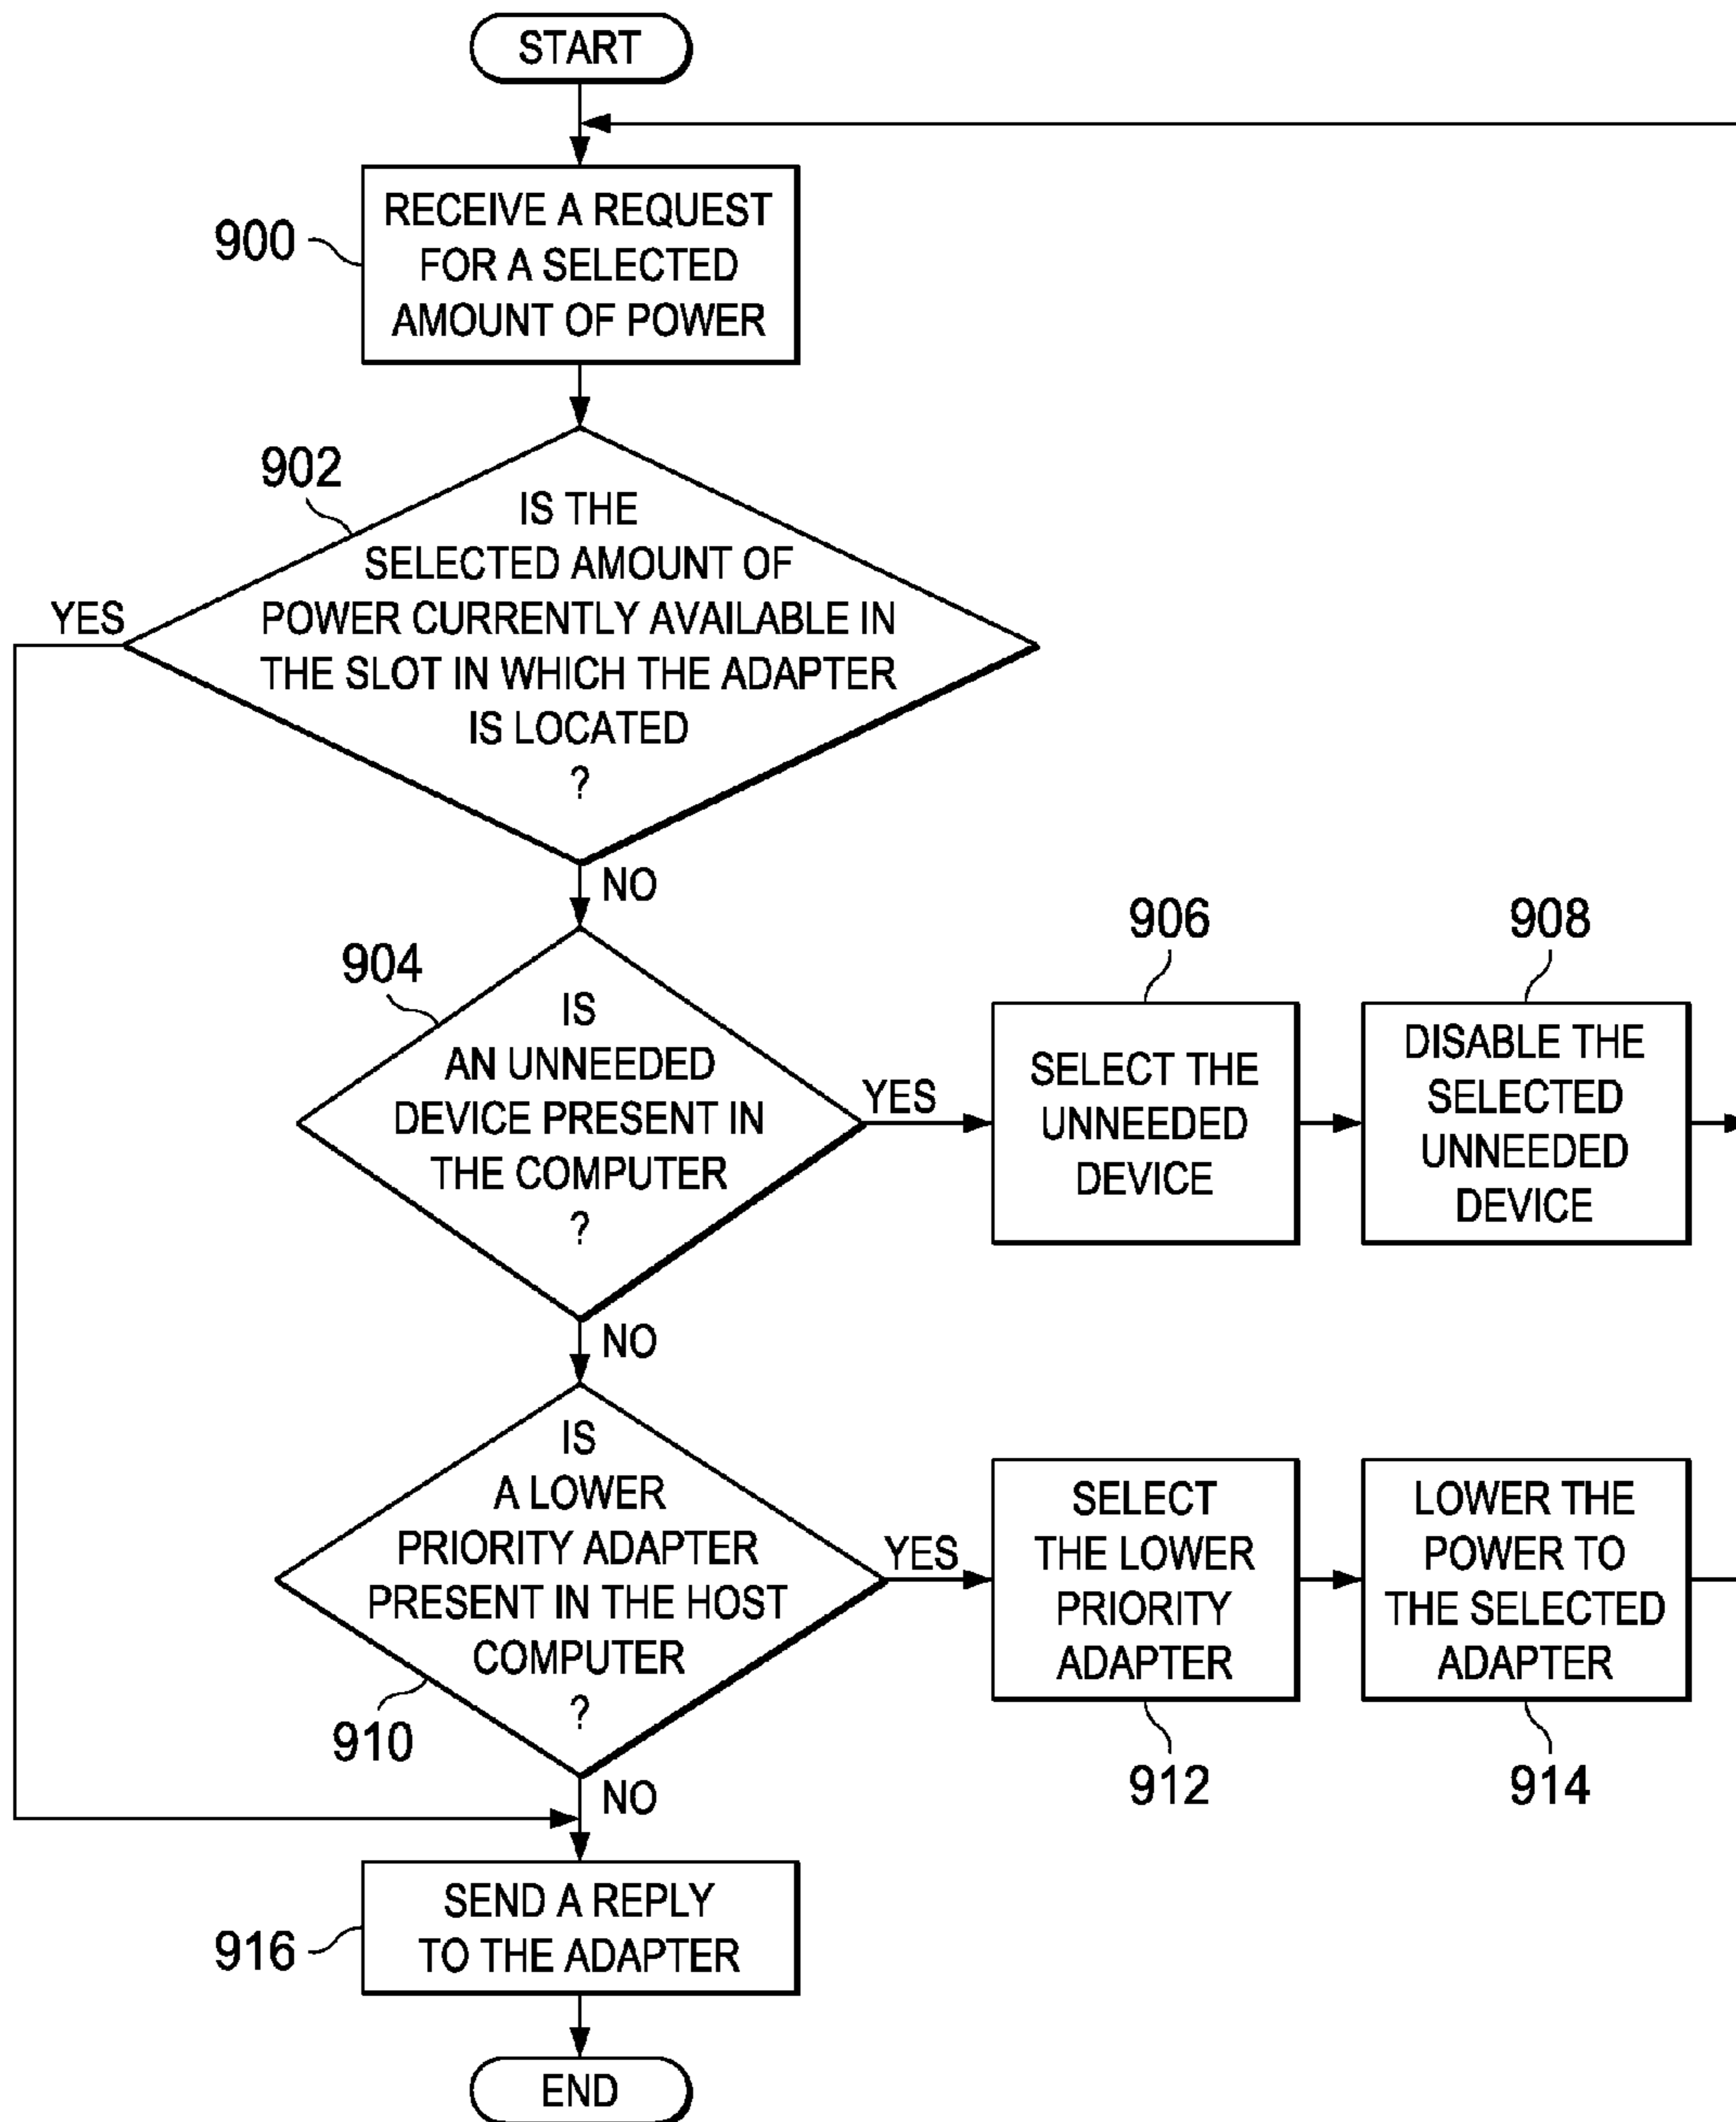 START
900
RECEIVE A REQUEST
FOR A SELECTED
AMOUNT OF POWER
902
IS THE
SELECTED AMOUNT OF
POWER CURRENTLY AVAILABLE IN
THE SLOT IN WHICH THE ADAPTER
IS LOCATED
?
YES
NO
904
IS
AN UNNEEDED
DEVICE PRESENT IN
THE COMPUTER
?
YES
906
SELECT THE
UNNEEDED
DEVICE
908
DISABLE THE
SELECTED
UNNEEDED
DEVICE
NO
IS
A LOWER
PRIORITY ADAPTER
PRESENT IN THE HOST
COMPUTER
?
910
YES
SELECT
THE LOWER
PRIORITY
ADAPTER
912
LOWER THE
POWER TO
THE SELECTED
ADAPTER
914
NO
916
SEND A REPLY
TO THE ADAPTER
END